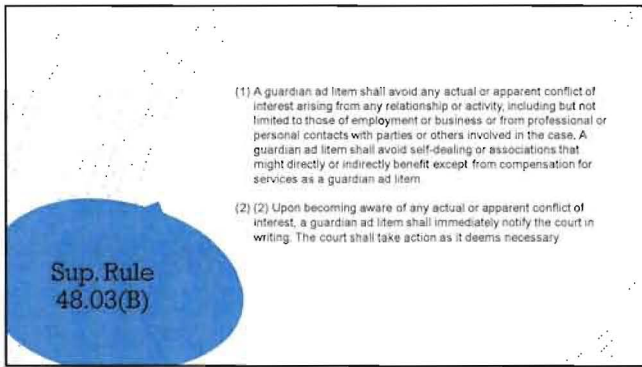 (1) A guardian ad litem shall avoid any actual or apparent conflict of
interest arising from any relationship or activity, including but not
limited to those of employment or business or from professional or
personal contacts with parties or others involved in the case. A
guardian ad litem shall avoid self-dealing or associations that
might directly or indirectly benefit except from compensation for
services as a guardian ad litem
(2) (2) Upon becoming aware of any actual or apparent conflict of
interest, a guardian ad litem shall immediately notify the court in
writing. The court shall take action as it deems necessary
Sup. Rule
48.03(B)